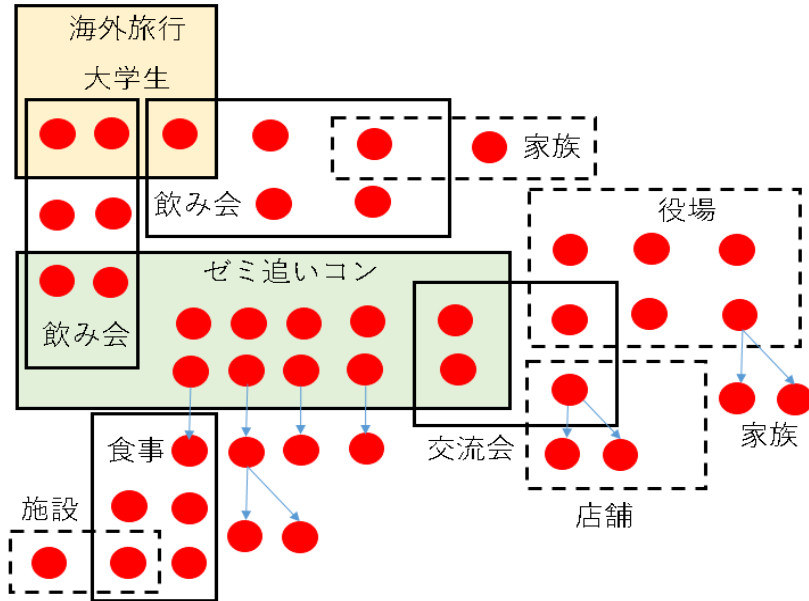 海外旅行
大学生
家族
飲み会
役場
ゼミ追いコン
飲み会
家族
食事
交流会
施設
店舗